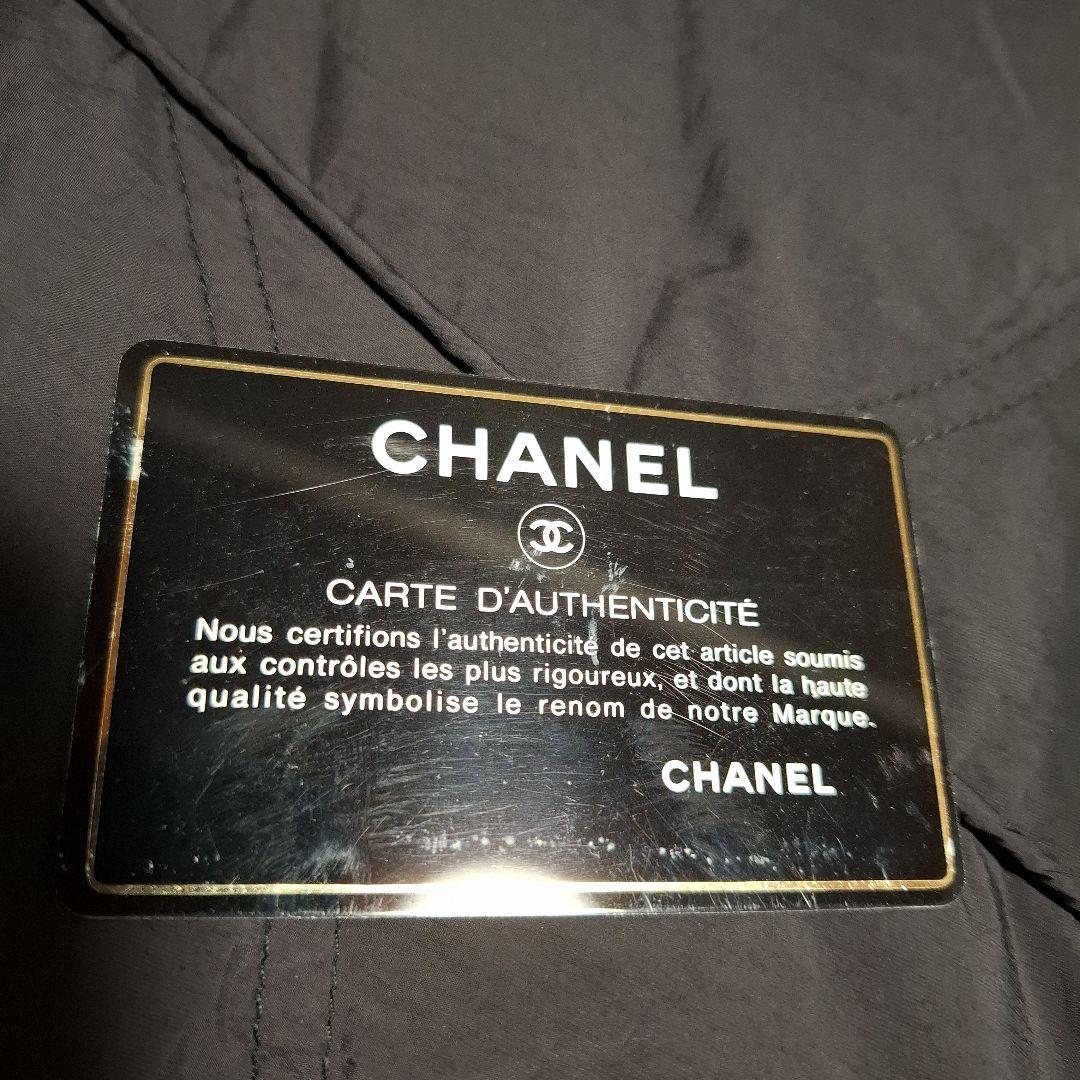 CHANEL
CARTE D'AUTHENTICITÉ
Nous certifions l'authenticité de cet article soumis
aux contrôles les plus rigoureux, et dont la haute
qualité symbolise le renom de notre Marque.
CHANEL